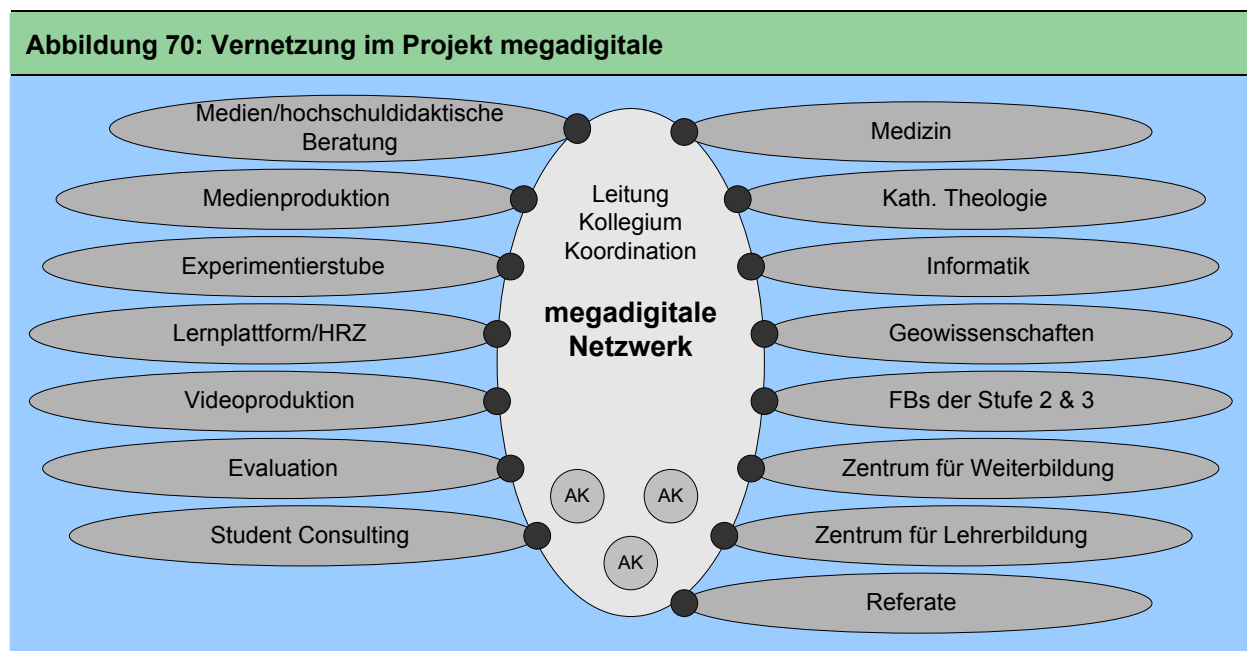 Abbildung 70: Vernetzung im Projekt megadigitale
Medien/hochschuldidaktische
Beratung
Medienproduktion
Experimentierstube
Lernplattform/HRZ
Videoproduktion
Evaluation
Student Consulting
Leitung
Kollegium
Koordination
megadigitale
Netzwerk
AK
AK
AK
Medizin
Kath. Theologie
Informatik
Geowissenschaften
FBs der Stufe 2 & 3
Zentrum für Weiterbildung
Zentrum für Lehrerbildung
Referate